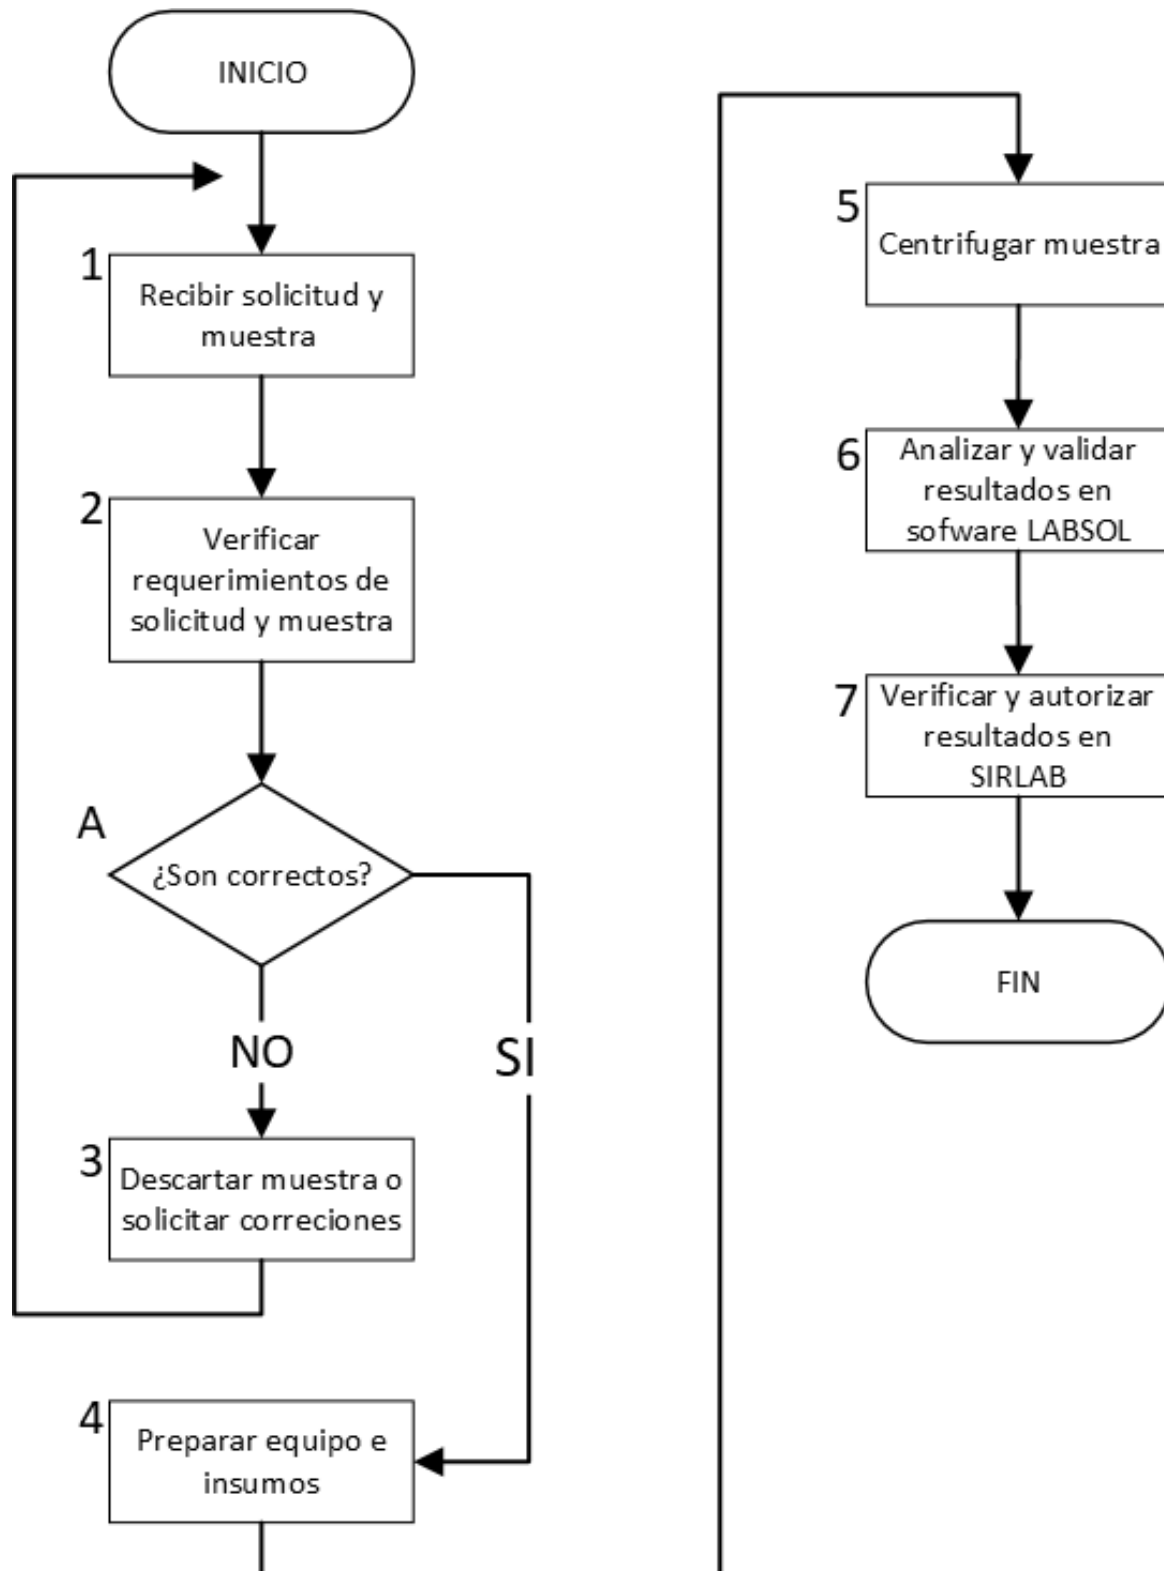 INICIO
1
Recibir solicitud y
muestra
2
Verificar
requerimientos de
solicitud y muestra
A
¿Son correctos?
NO
SI
3
Descartar muestra o
solicitar correciones
4
Preparar equipo e
insumos
5
Centrifugar muestra
6
Analizar y validar
resultados en
sofware LABSOL
7
Verificar y autorizar
resultados en
SIRLAB
FIN